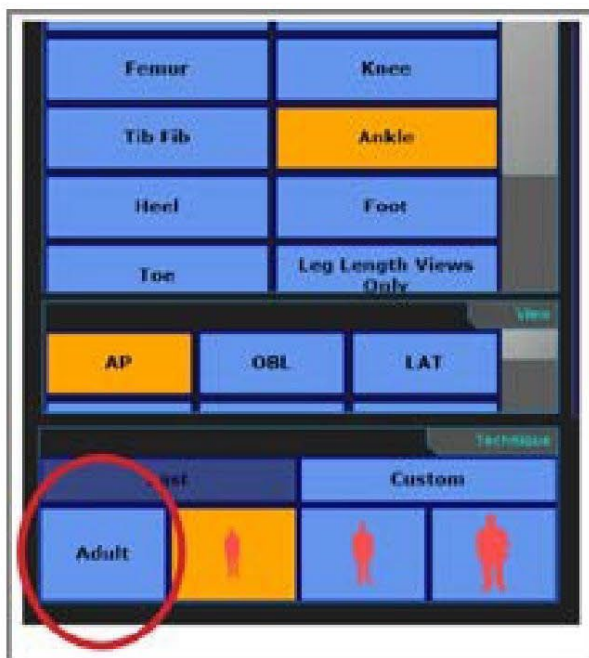 Femur Knee
Tib Fib Ankle
Heel Foot
Toe Leg Length Views
Only
View
AP OBL LAT
Technique
Custom
Adult